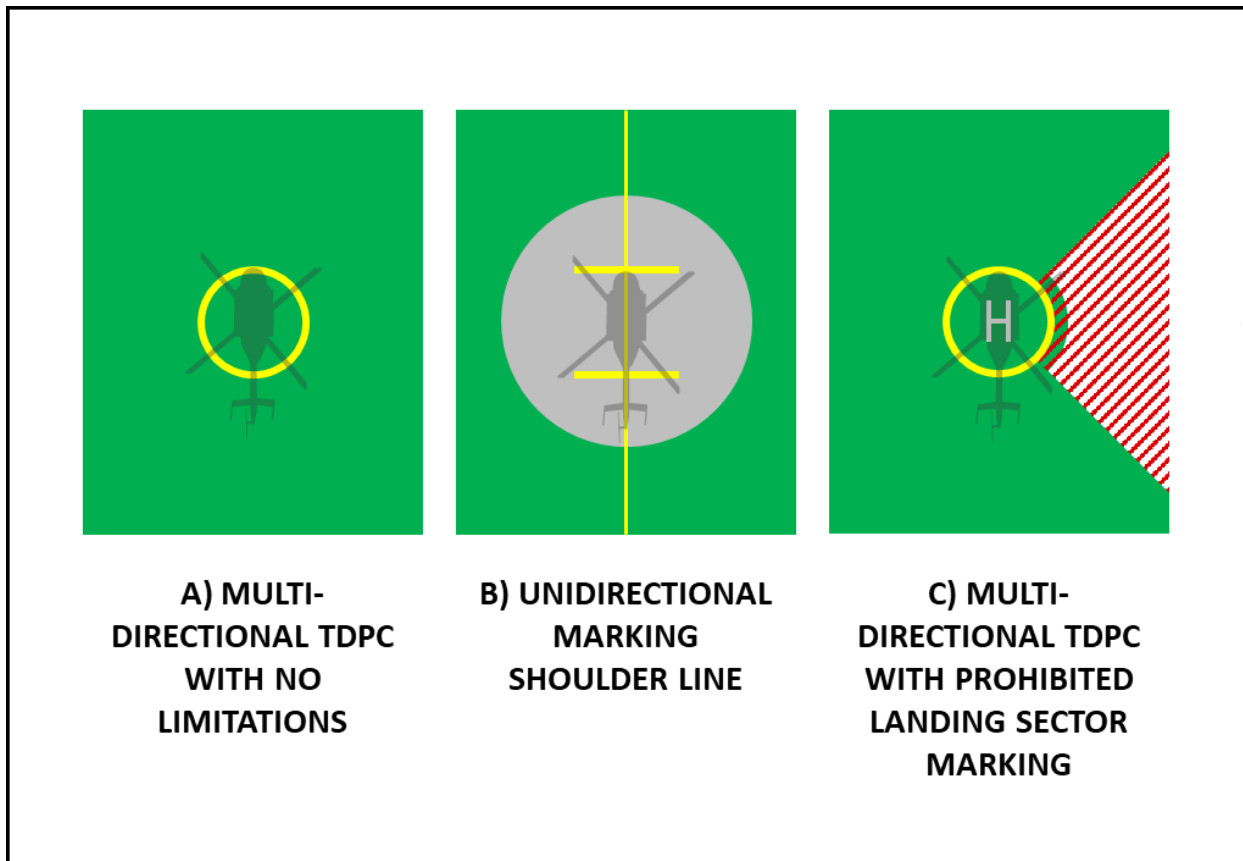 H
A) MULTI-
DIRECTIONAL TDPC
WITH NO
LIMITATIONS
B) UNIDIRECTIONAL
MARKING
SHOULDER LINE
C) MULTI-
DIRECTIONAL TDPC
WITH PROHIBITED
LANDING SECTOR
MARKING